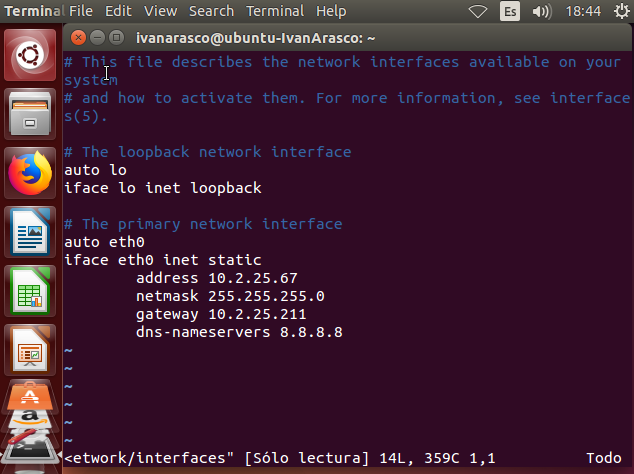 Terminal File Edit View Search Terminal Help Es 18:44
ivanarasco@ubuntu-IvanArasco: ~
# This file describes the network interfaces available on your
system
# and how to activate them. For more information, see interface
s(5).
# The loopback network interface
auto lo
iface lo inet loopback
# The primary network interface
auto eth0
iface eth0 inet static
address 10.2.25.67
netmask 255.255.255.0
gateway 10.2.25.211
dns-nameservers 8.8.8.8
~
~
~
~
~
~
<etwork/interfaces" [Sólo lectura] 14L, 359C 1,1 Todo